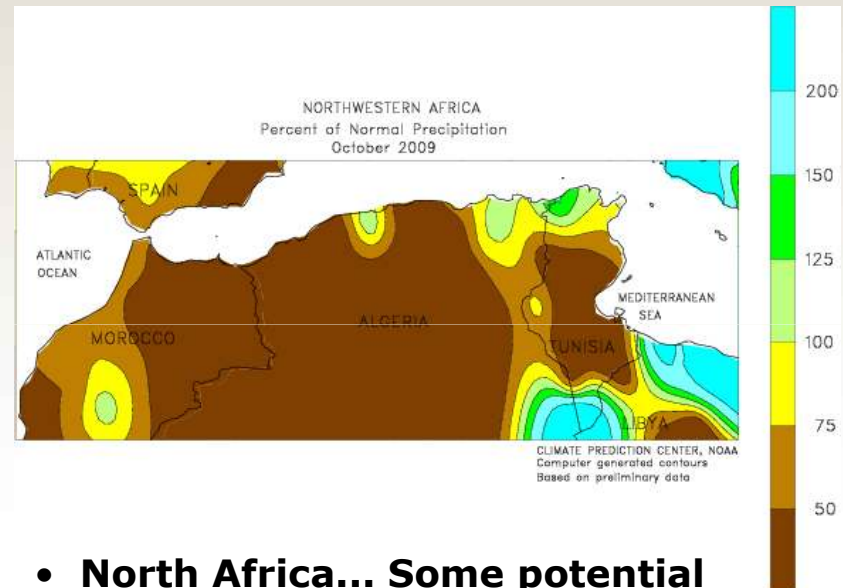 NORTHWESTERN AFRICA
Percent of Normal Precipitation
October 2009
200
150
125
100
75
50
SPAIN
ATLANTIC
OCEAN
MEDITERRANEAN
SEA
MOROCCO
ALGERIA
TUNISIA
LIBYA
CLIMATE PREDICTION CENTER, NOAA
Computer generated contours
Based on preliminary data
• North Africa... Some potential